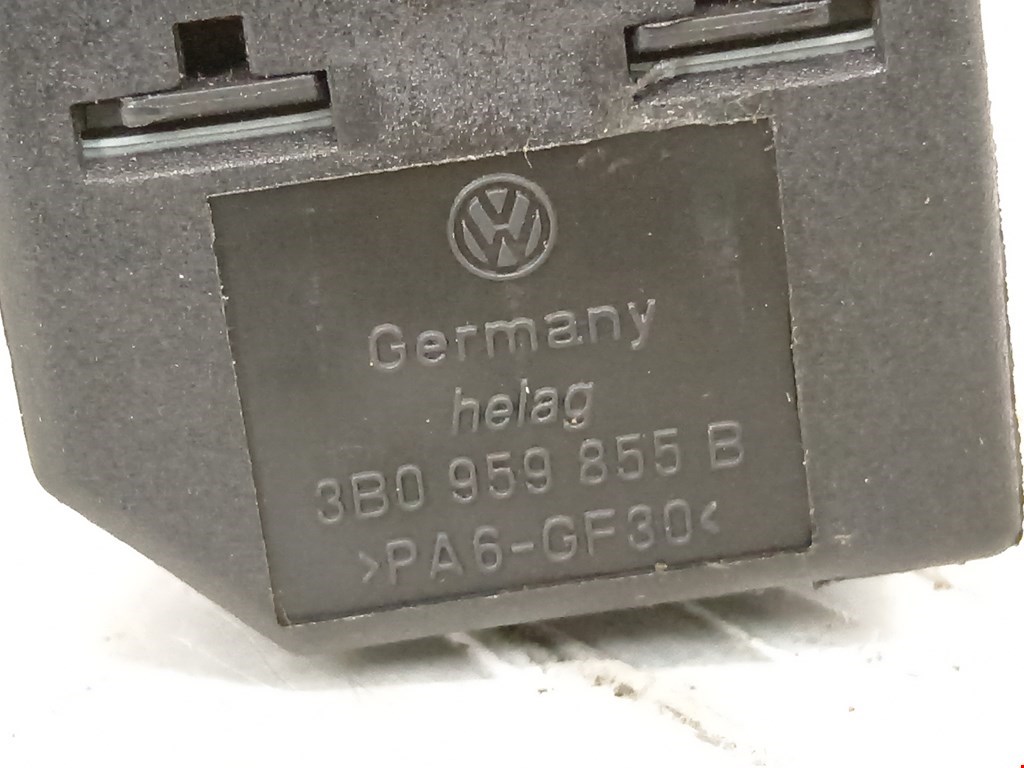 Germany
helag
3B0 959 855 B
>PA6-GF30<